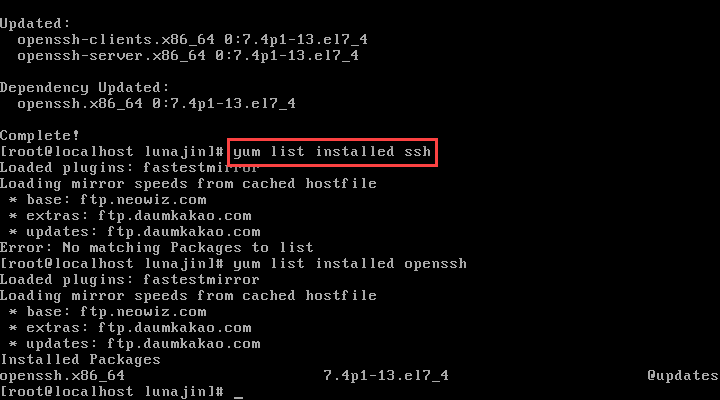 Updated:
  openssh-clients.x86_64 0:7.4p1-13.el7_4
  openssh-server.x86_64 0:7.4p1-13.el7_4
Dependency Updated:
  openssh.x86_64 0:7.4p1-13.el7_4
Complete!
[root@localhost lunajin]# yum list installed ssh
Loaded plugins: fastestmirror
Loading mirror speeds from cached hostfile
 * base: ftp.neowiz.com
 * extras: ftp.daumkakao.com
 * updates: ftp.daumkakao.com
Error: No matching Packages to list
[root@localhost lunajin]# yum list installed openssh
Loaded plugins: fastestmirror
Loading mirror speeds from cached hostfile
 * base: ftp.neowiz.com
 * extras: ftp.daumkakao.com
 * updates: ftp.daumkakao.com
Installed Packages
openssh.x86_64                   7.4p1-13.el7_4                   @updates
[root@localhost lunajin]# _